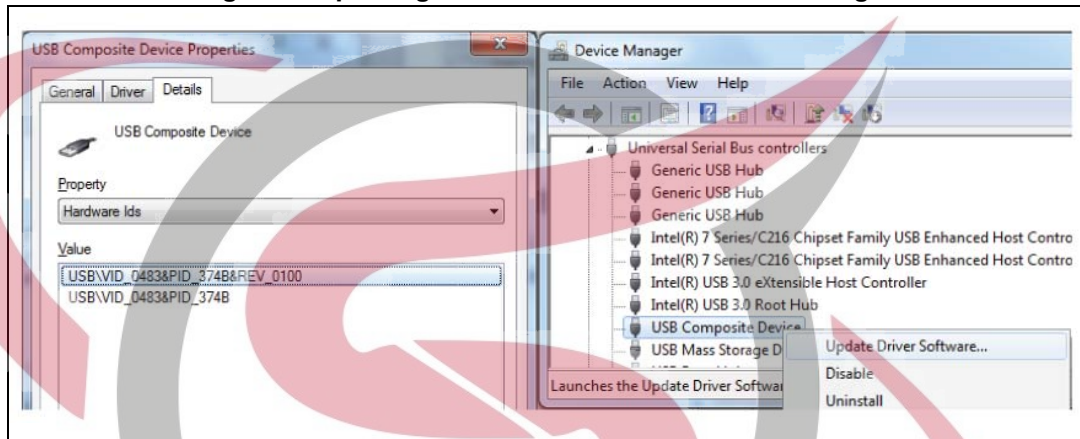 USB Composite Device Properties
General Driver Details
USB Composite Device
Property
Hardware Ids
Value
USB\VID_0483&PID_374B&REV_0100
USB\VID_0483&PID_374B
Device Manager
File Action View Help
Universal Serial Bus controllers
Generic USB Hub
Generic USB Hub
Generic USB Hub
Intel(R) 7 Series/C216 Chipset Family USB Enhanced Host Contro
Intel(R) 7 Series/C216 Chipset Family USB Enhanced Host Contro
Intel(R) USB 3.0 eXtensible Host Controller
Intel(R) USB 3.0 Root Hub
USB Composite Device
USB Mass Storage D
Launches the Update Driver Softwar
Update Driver Software...
Disable
Uninstall